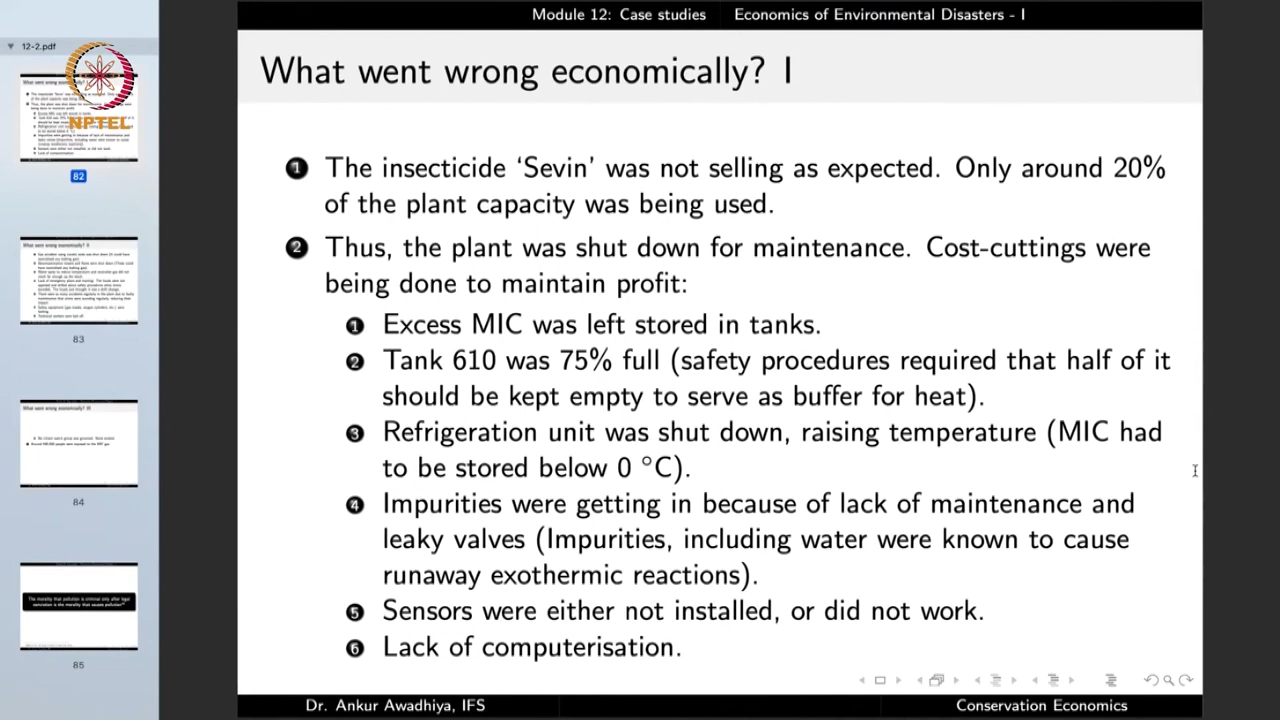 Module 12: Case studies Economics of Environmental Disasters - I
12-2.pdf
NPTEL
82
83
84
85
What went wrong economically? I
1 The insecticide ‘Sevin’ was not selling as expected. Only around 20%
of the plant capacity was being used.
2 Thus, the plant was shut down for maintenance. Cost-cuttings were
being done to maintain profit:
1 Excess MIC was left stored in tanks.
2 Tank 610 was 75% full (safety procedures required that half of it
should be kept empty to serve as buffer for heat).
3 Refrigeration unit was shut down, raising temperature (MIC had
to be stored below 0 °C).
4 Impurities were getting in because of lack of maintenance and
leaky valves (Impurities, including water were known to cause
runaway exothermic reactions).
5 Sensors were either not installed, or did not work.
6 Lack of computerisation.
Dr. Ankur Awadhiya, IFS Conservation Economics